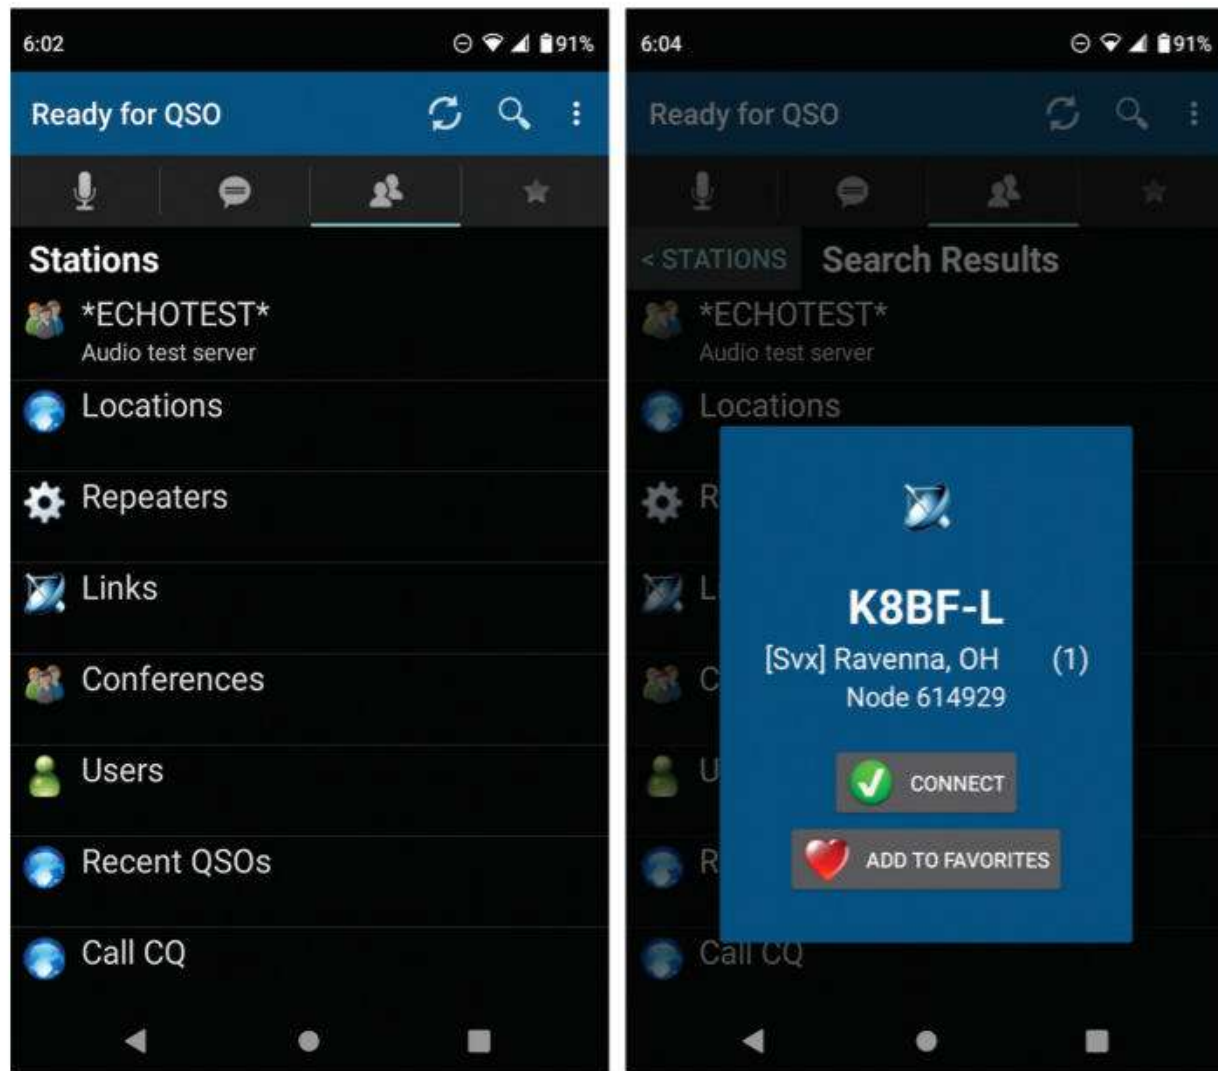 6:02
91%
Ready for QSO
Stations
*ECHOTEST*
Audio test server
Locations
Repeaters
Links
Conferences
Users
Recent QSOs
Call CQ
6:04
91%
Ready for QSO
< STATIONS
Search Results
*ECHOTEST*
Audio test server
Locations
R
L
C
U
R
Call CQ
K8BF-L
[Svx] Ravenna, OH (1)
Node 614929
CONNECT
ADD TO FAVORITES